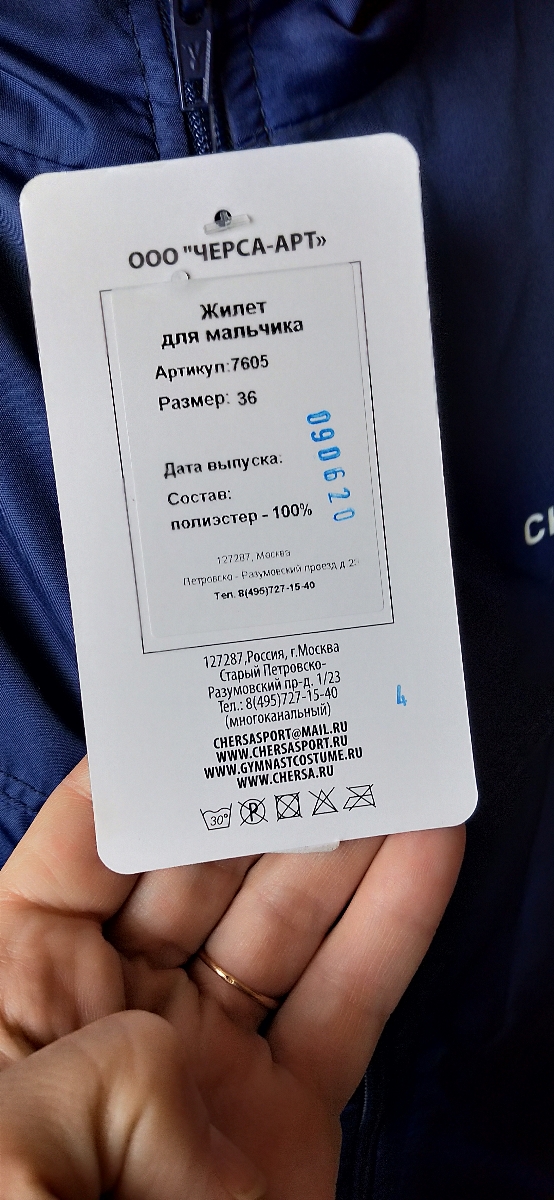 ООО "ЧЕРСА-АРТ»
Жилет
для мальчика
Артикул:7605
Размер: 36
090620
Дата выпуска:
Состав:
полиэстер - 100%
127287, Москва
Петровско - Разумовский проезд д 23
Тел. 8(495)727-15-40
127287,Россия, г.Москва
Старый Петровско-
Разумовский пр-д. 1/23
Тел.: 8(495)727-15-40
(многоканальный)
4
CHERSASPORT@MAIL.RU
WWW.CHERSASPORT.RU
WWW.GYMNASTCOSTUME.RU
WWW.CHERSA.RU
30° P